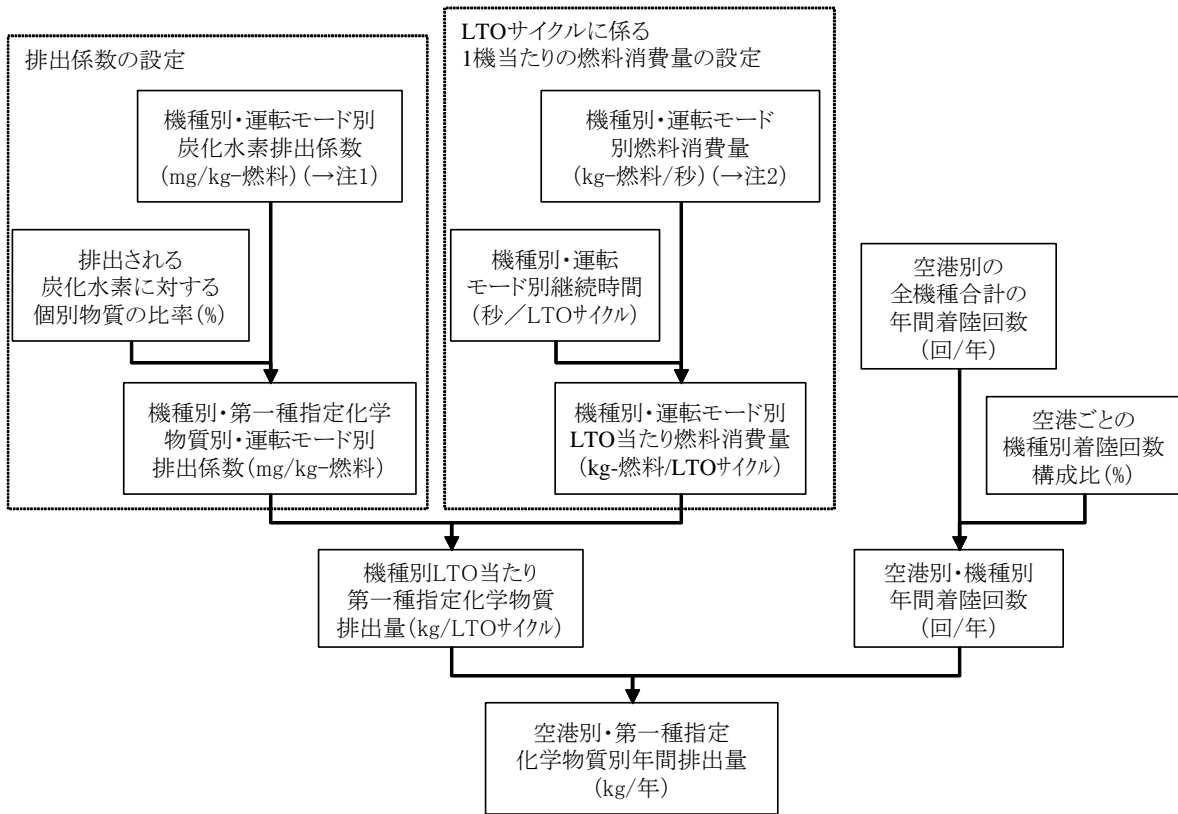 排出係数の設定
機種別・運転モード別
炭化水素排出係数
(mg/kg-燃料)(→注1)
排出される
炭化水素に対する
個別物質の比率(%)
機種別・第一種指定化学
物質別・運転モード別
排出係数(mg/kg-燃料)
LTOサイクルに係る
1機当たりの燃料消費量の設定
機種別・運転モード
別燃料消費量
(kg-燃料/秒)(→注2)
機種別・運転
モード別継続時間
(秒／LTOサイクル)
機種別・運転モード別
LTO当たり燃料消費量
(kg-燃料/LTOサイクル)
空港別の
全機種合計の
年間着陸回数
(回/年)
空港ごとの
機種別着陸回数
構成比(%)
機種別LTO当たり
第一種指定化学物質
排出量(kg/LTOサイクル)
空港別・機種別
年間着陸回数
(回/年)
空港別・第一種指定
化学物質別年間排出量
(kg/年)